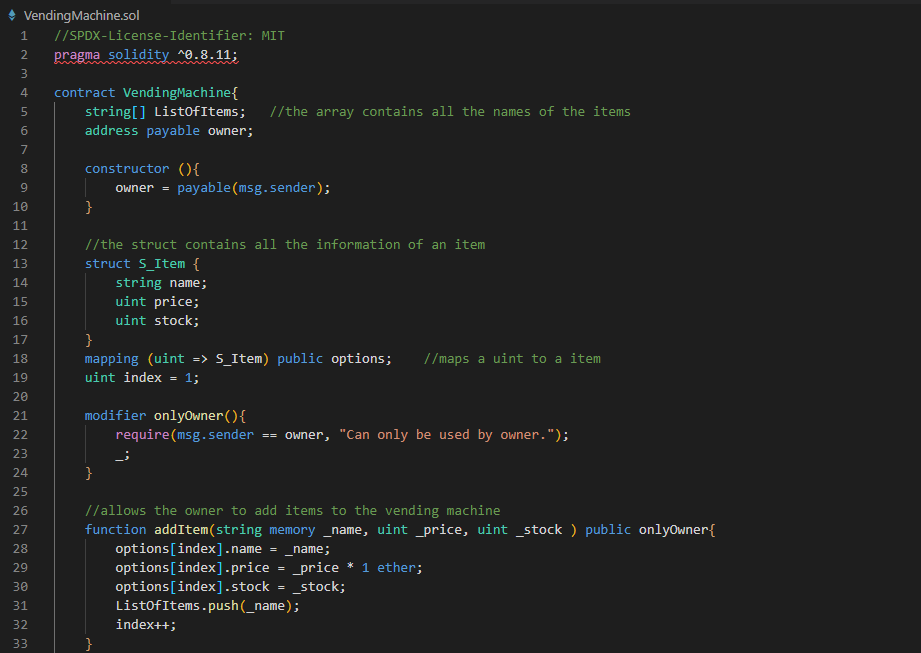 VendingMachine.sol
1 //SPDX-License-Identifier: MIT
2 pragma solidity ^0.8.11;
3
4 contract VendingMachine{
5 string[] ListOfItems; //the array contains all the names of the items
6 address payable owner;
7
8 constructor (){
9 owner = payable(msg.sender);
10 }
11
12 //the struct contains all the information of an item
13 struct S_Item {
14 string name;
15 uint price;
16 uint stock;
17 }
18 mapping (uint => S_Item) public options; //maps a uint to a item
19 uint index = 1;
20
21 modifier onlyOwner(){
22 require(msg.sender == owner, "Can only be used by owner.");
23 _;
24 }
25
26 //allows the owner to add items to the vending machine
27 function addItem(string memory _name, uint _price, uint _stock ) public onlyOwner{
28 options[index].name = _name;
29 options[index].price = _price * 1 ether;
30 options[index].stock = _stock;
31 ListOfItems.push(_name);
32 index++;
33 }